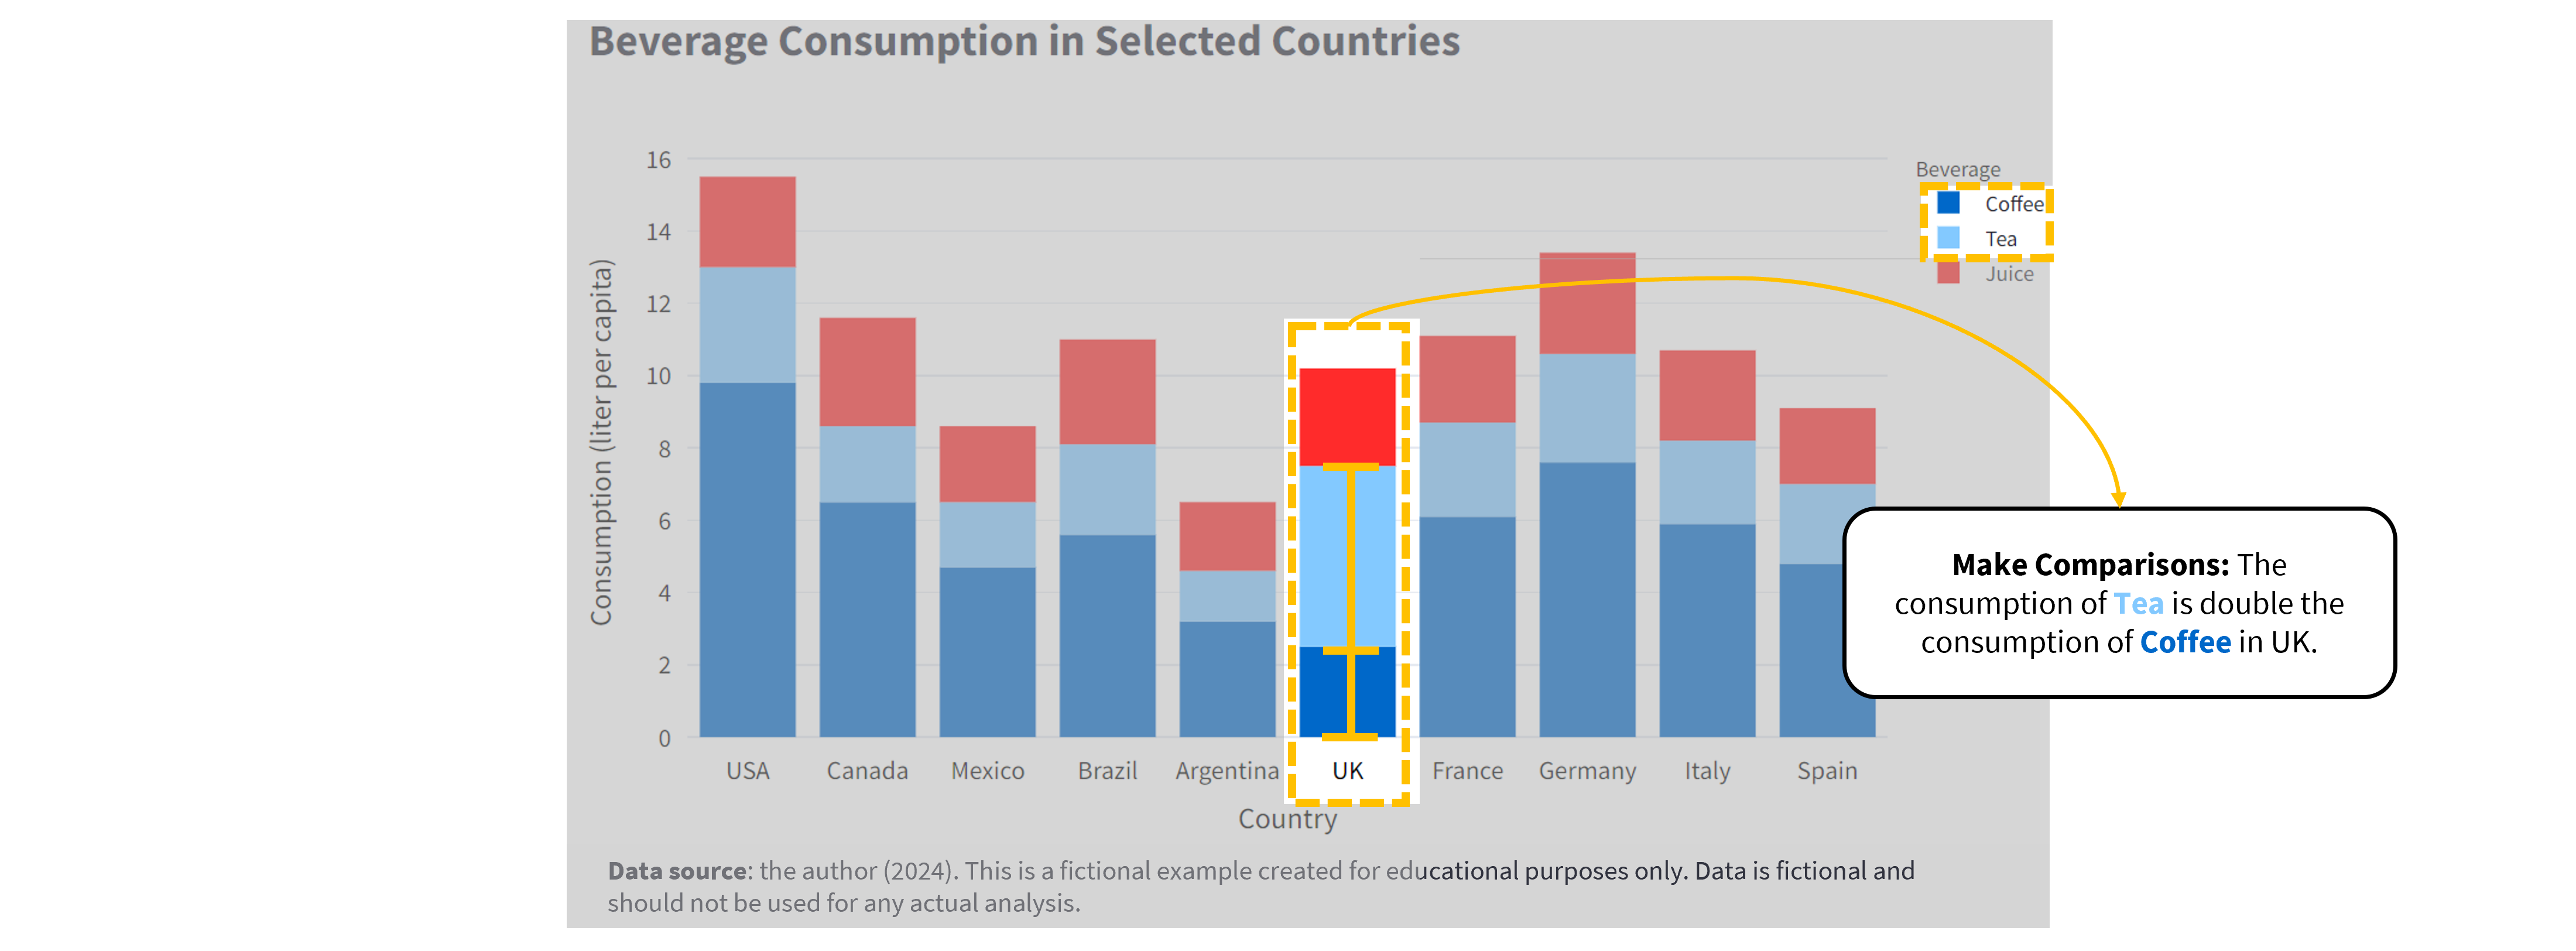 Beverage Consumption in Selected Countries
16
14
12
10
8
6
4
2
0
Consumption (liter per capita)
USA
Canada
Mexico
Brazil
Argentina
UK
France
Germany
Italy
Spain
Country
Beverage
Coffee
Tea
Juice
Make Comparisons: The
consumption of Tea is double the
consumption of Coffee in UK.
Data source: the author (2024). This is a fictional example created for educational purposes only. Data is fictional and
should not be used for any actual analysis.